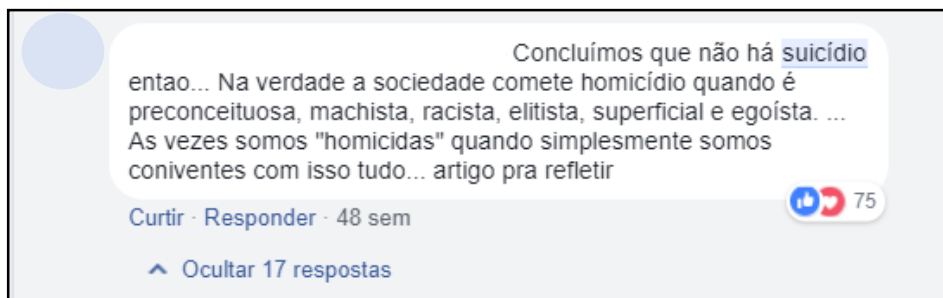 Concluímos que não há suicídio
entao... Na verdade a sociedade comete homicídio quando é
preconceituosa, machista, racista, elitista, superficial e egoísta. ...
As vezes somos "homicidas" quando simplesmente somos
coniventes com isso tudo... artigo pra refletir
75
Curtir · Responder · 48 sem
Ocultar 17 respostas